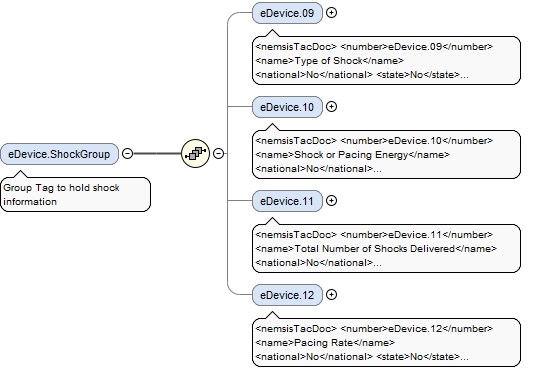 eDevice.09
<nemsisTacDoc> <number>eDevice.09</number>
<name>Type of Shock</name>
<national>No</national> <state>No</state>...
eDevice.10
<nemsisTacDoc> <number>eDevice.10</number>
<name>Shock or Pacing Energy</name>
<national>No</national>...
eDevice.ShockGroup
Group Tag to hold shock
information
eDevice.11
<nemsisTacDoc> <number>eDevice.11</number>
<name>Total Number of Shocks Delivered</name>
<national>No</national>...
eDevice.12
<nemsisTacDoc> <number>eDevice.12</number>
<name>Pacing Rate</name>
<national>No</national> <state>No</state>...